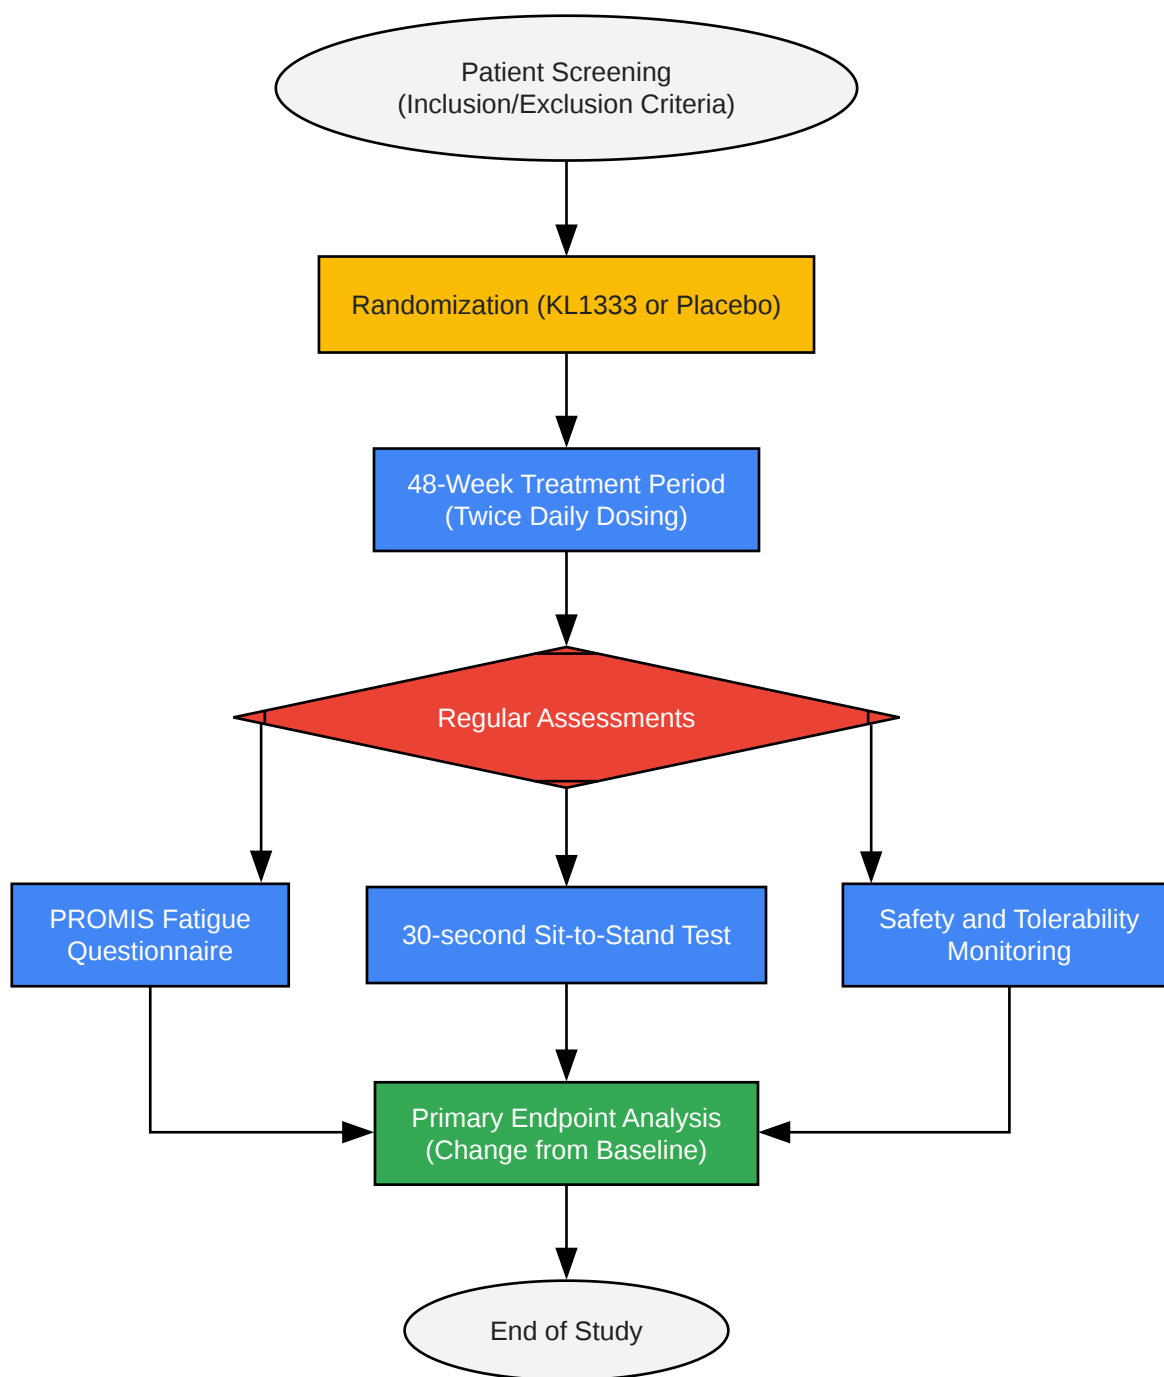 Patient Screening
(Inclusion/Exclusion Criteria)
Randomization (KL1333 or Placebo)
48-Week Treatment Period
(Twice Daily Dosing)
Regular Assessments
PROMIS Fatigue
Questionnaire
30-second Sit-to-Stand Test
Safety and Tolerability
Monitoring
Primary Endpoint Analysis
(Change from Baseline)
End of Study